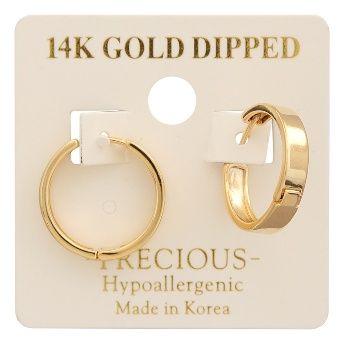 14K GOLD DIPPED
-PRECIOUS-
Hypoallergenic
Made in Korea